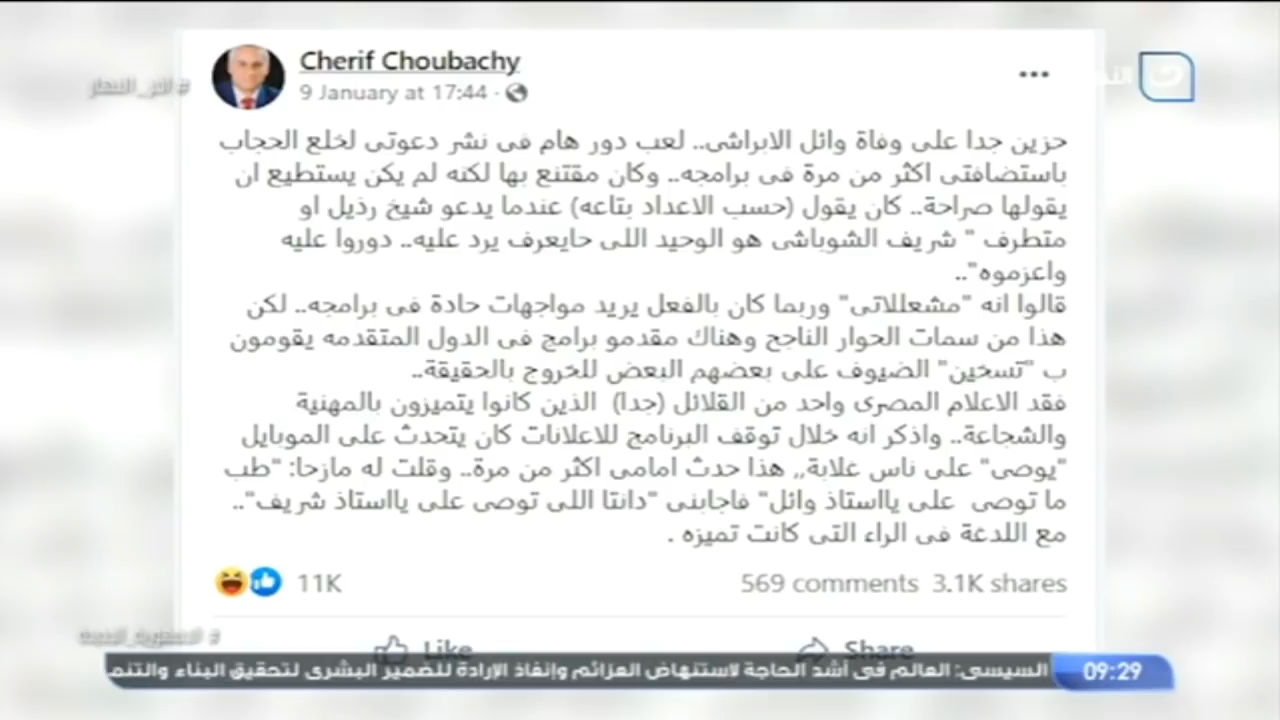 Cherif Choubachy
9 January at 17:44 ·
# اخر_النهار
حزين جدا على وفاة وائل الابراشى.. لعب دور هام فى نشر دعوتى لخلع الحجاب
باستضافتى اكثر من مرة فى برامجه.. وكان مقتنع بها لكنه لم يكن يستطيع ان
يقولها صراحة.. كان يقول (حسب الاعداد بتاعه) عندما يدعو شيخ رذيل او
متطرف " شريف الشوباشى هو الوحيد اللى حايعرف يرد عليه.. دوروا عليه
واعزموه"..
قالوا انه "مشعللاتى" وربما كان بالفعل يريد مواجهات حادة فى برامجه.. لكن
هذا من سمات الحوار الناجح وهناك مقدمو برامج فى الدول المتقدمه يقومون
ب "تسخين" الضيوف على بعضهم البعض للخروج بالحقيقة..
فقد الاعلام المصرى واحد من القلائل (جدا) الذين كانوا يتميزون بالمهنية
والشجاعة.. واذكر انه خلال توقف البرنامج للاعلانات كان يتحدث على الموبايل
"يوصى" على ناس غلابة,, هذا حدث امامى اكثر من مرة.. وقلت له مازحا: "طب
ما توصى على يااستاذ وائل" فاجابنى "دانتا اللى توصى على يااستاذ شريف"..
مع اللدغة فى الراء التى كانت تميزه .
11K
569 comments 3.1K shares
# الجمهورية_الجديدة
Like
Share
السيسى: العالم فى أشد الحاجة لاستنهاض العزائم وإنفاذ الإرادة للضمير البشرى لتحقيق البناء والتنم
09:29